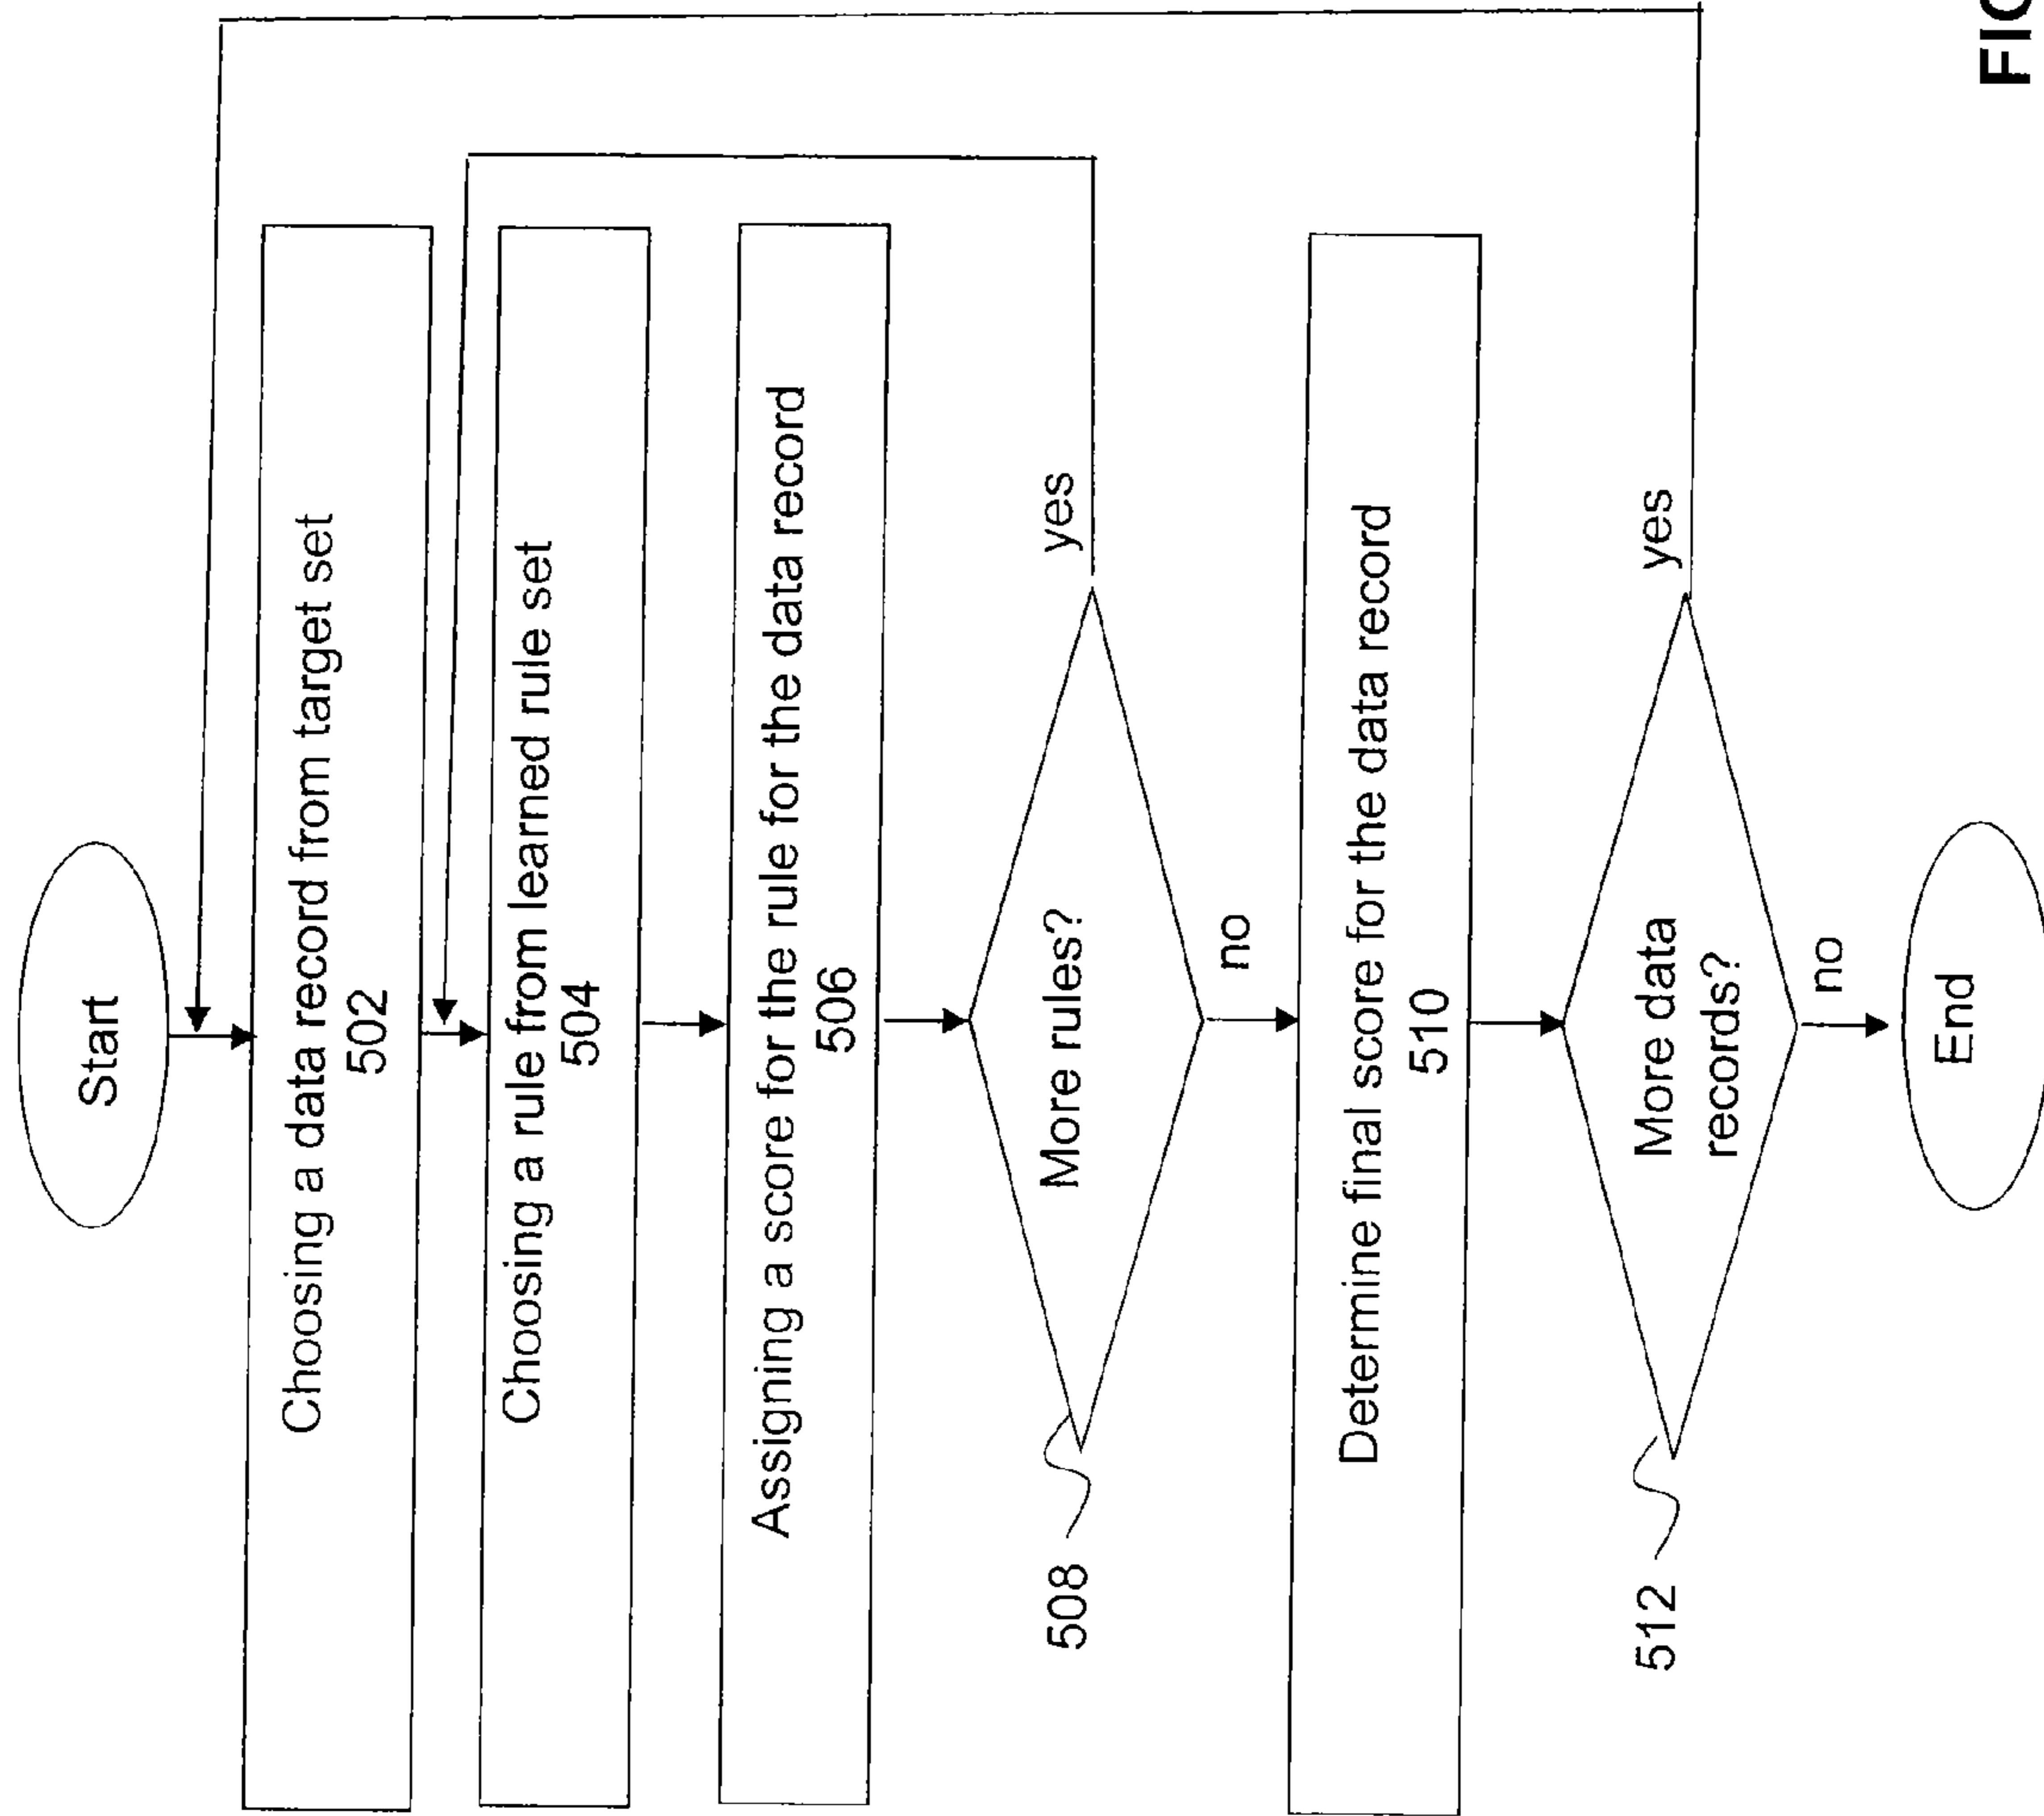 Start
Choosing a data record from target set
502
Choosing a rule from learned rule set
504
Assigning a score for the rule for the data record
506
More rules?
yes
508
no
Determine final score for the data record
510
More data
records?
yes
512
no
End